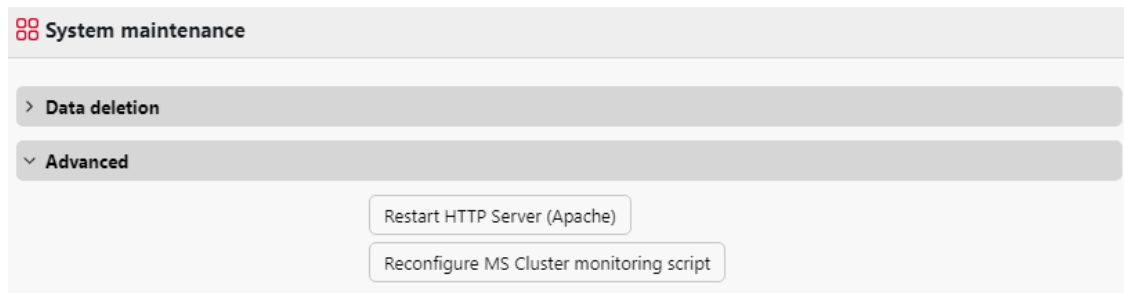 System maintenance
Data deletion
Advanced
Restart HTTP Server (Apache)
Reconfigure MS Cluster monitoring script